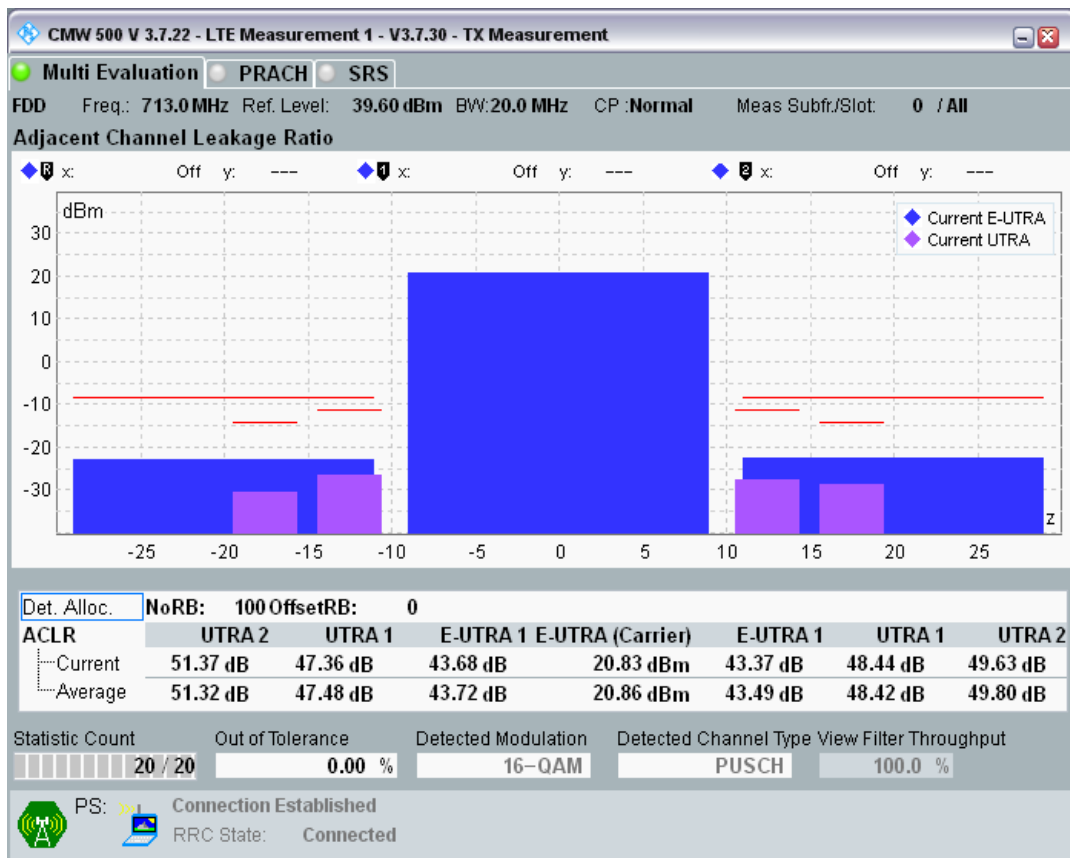 CMW 500 V 3.7.22 - LTE Measurement 1 - V3.7.30 - TX Measurement
Multi Evaluation PRACH SRS
FDD Freq.: 713.0 MHz Ref. Level: 39.60 dBm BW:20.0 MHz CP :Normal Meas Subfr./Slot: 0 / All
Adjacent Channel Leakage Ratio
R x: Off y: --- 1 x: Off y: --- 2 x: Off y: ---
dBm
Current E-UTRA
Current UTRA
30
20
10
0
-10
-20
-30
z
-25 -20 -15 -10 -5 0 5 10 15 20 25
Det. Alloc. NoRB: 100 OffsetRB: 0
ACLR UTRA 2 UTRA 1 E-UTRA 1 E-UTRA (Carrier) E-UTRA 1 UTRA 1 UTRA 2
Current 51.37 dB 47.36 dB 43.68 dB 20.83 dBm 43.37 dB 48.44 dB 49.63 dB
Average 51.32 dB 47.48 dB 43.72 dB 20.86 dBm 43.49 dB 48.42 dB 49.80 dB
Statistic Count Out of Tolerance Detected Modulation Detected Channel Type View Filter Throughput
20 / 20 0.00 % 16-QAM PUSCH 100.0 %
PS: Connection Established
RRC State: Connected